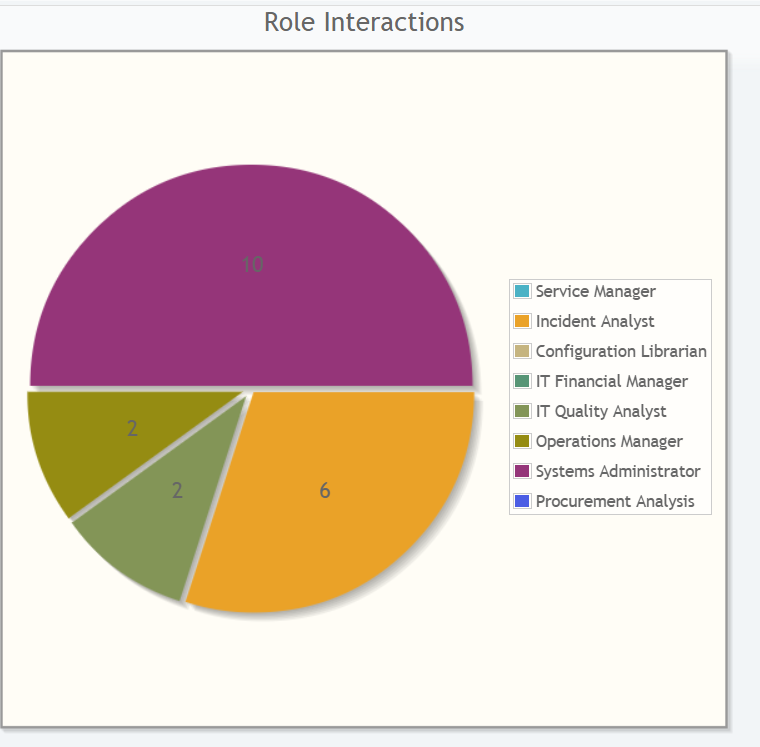 Role Interactions
10
2
2
6
Service Manager
Incident Analyst
Configuration Librarian
IT Financial Manager
IT Quality Analyst
Operations Manager
Systems Administrator
Procurement Analysis